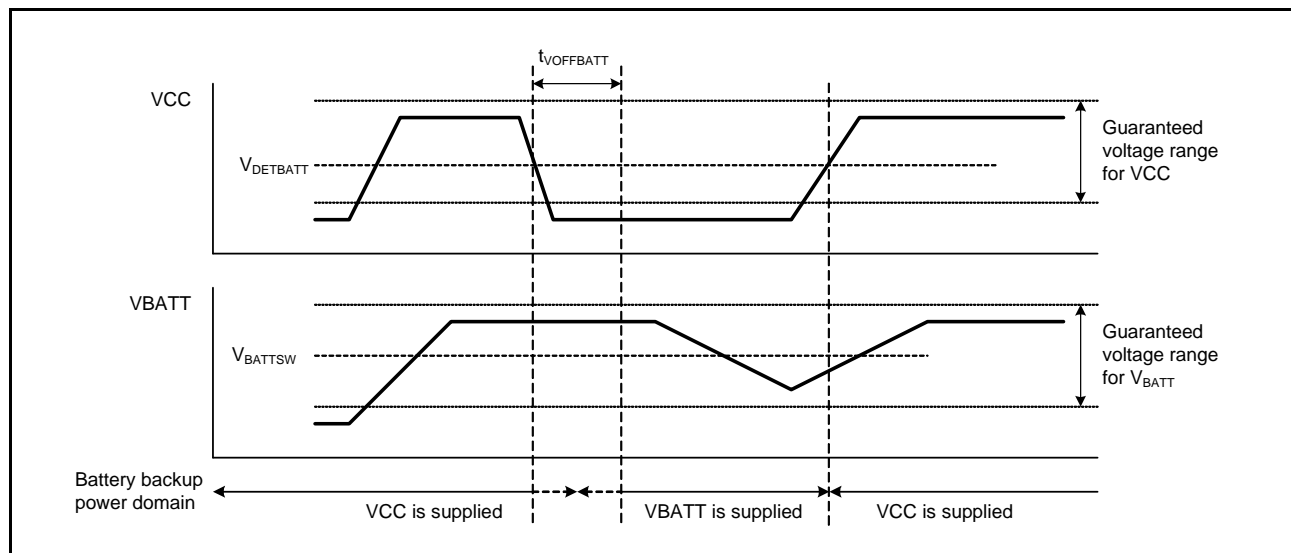 tVOFFBATT
VCC
VDETBATT
Guaranteed
voltage range
for VCC
VBATT
VBATTSW
Guaranteed
voltage range
for VBATT
Battery backup
power domain
VCC is supplied
VBATT is supplied
VCC is supplied